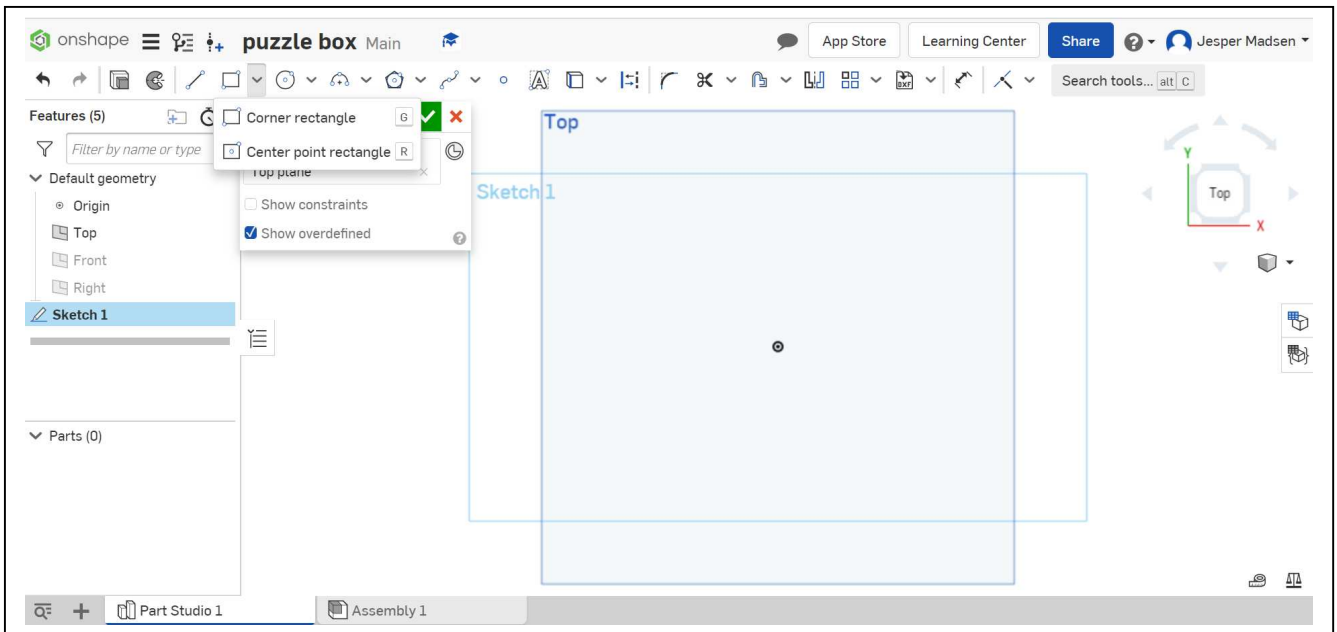 onshape puzzle box Main App Store Learning Center Share Jesper Madsen
A DXF Search tools... alt C
Features (5)
Corner rectangle G
Filter by name or type
Center point rectangle R
Top plane
Default geometry
Show constraints
Origin
Show overdefined
Top
Front
Right
Sketch 1
Parts (0)
Top
Sketch 1
Y
Top
X
Part Studio 1 Assembly 1